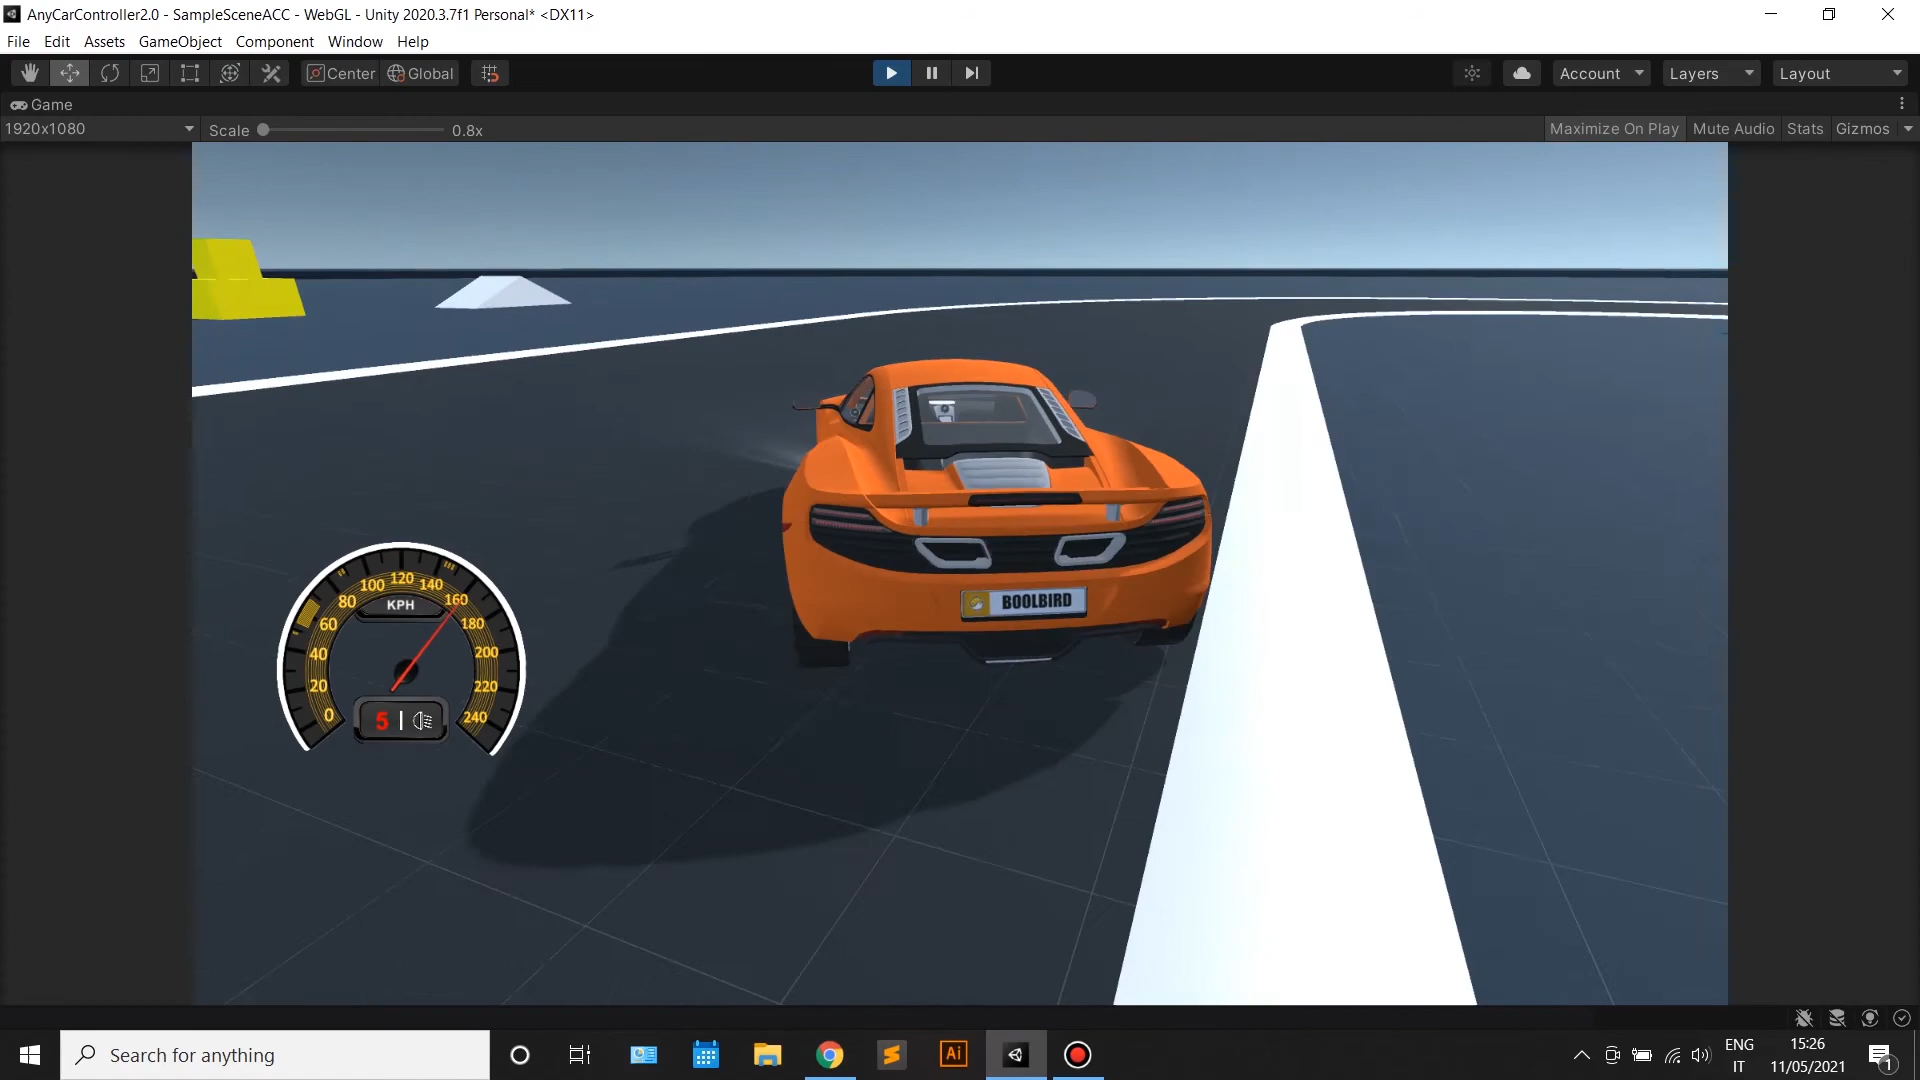 AnyCarController2.0 - SampleSceneACC - WebGL - Unity 2020.3.7f1 Personal* <DX11>
File Edit Assets GameObject Component Window Help
Center Global Account Layers Layout
Game
1920x1080 Scale 0.8x Maximize On Play Mute Audio Stats Gizmos
0 20 40 60 80 100 120 140 160 180 200 220 240
KPH
5
BOOLBIRD
Search for anything
Ai
ENG
IT
15:26
11/05/2021
1